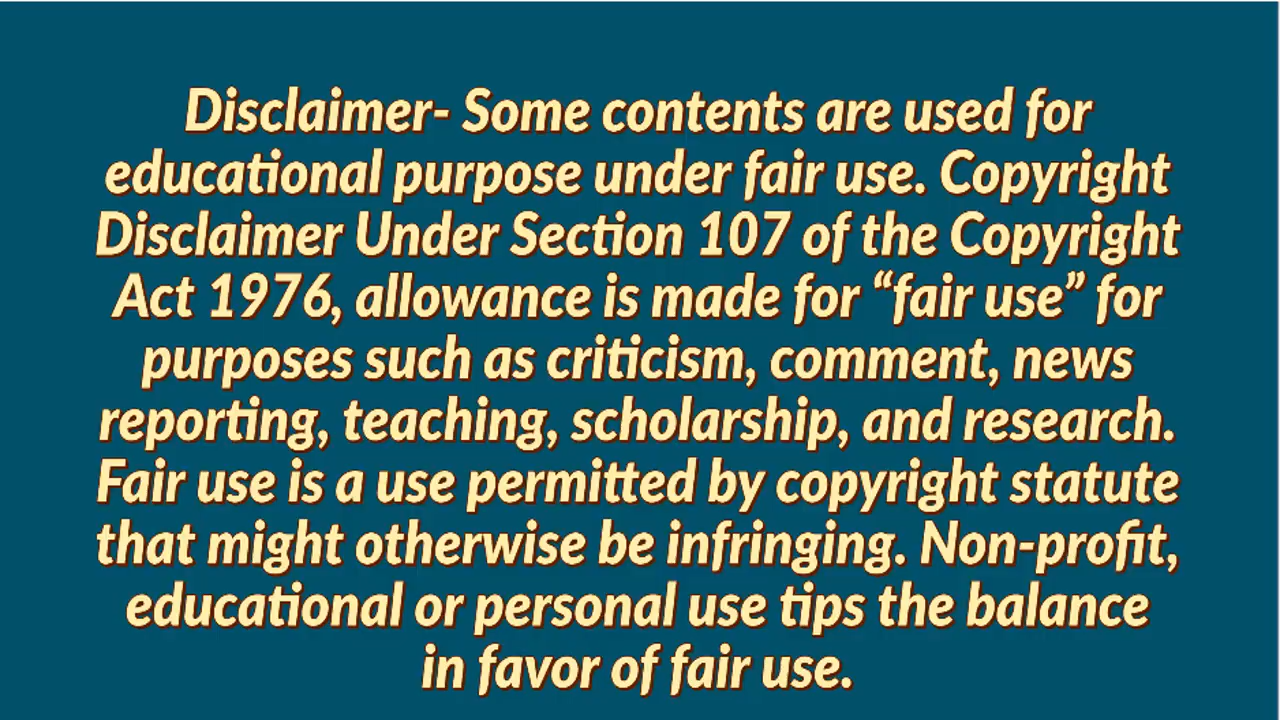 Disclaimer- Some contents are used for
educational purpose under fair use. Copyright
Disclaimer Under Section 107 of the Copyright
Act 1976, allowance is made for “fair use” for
purposes such as criticism, comment, news
reporting, teaching, scholarship, and research.
Fair use is a use permitted by copyright statute
that might otherwise be infringing. Non-profit,
educational or personal use tips the balance
in favor of fair use.